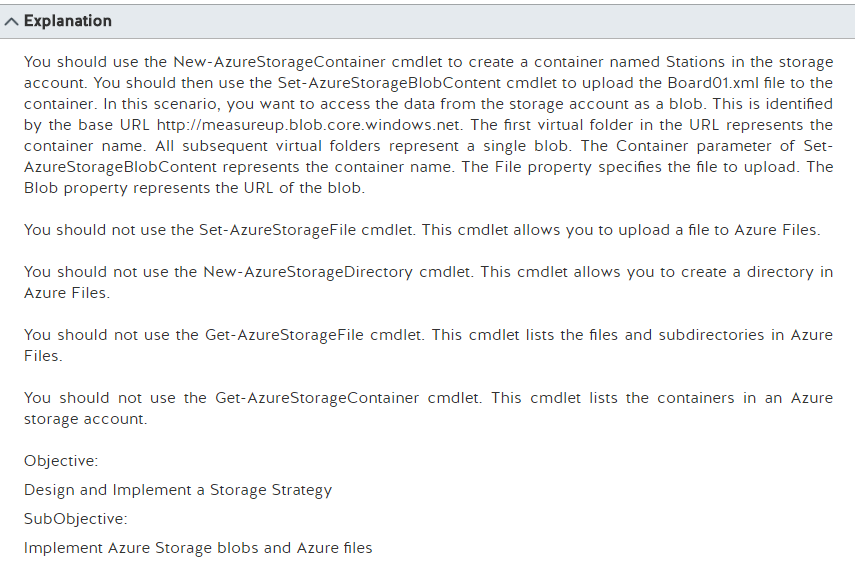 Explanation
You should use the New-AzureStorageContainer cmdlet to create a container named Stations in the storage
account. You should then use the Set-AzureStorageBlobContent cmdlet to upload the Board01.xml file to the
container. In this scenario, you want to access the data from the storage account as a blob. This is identified
by the base URL http://measureup.blob.core.windows.net. The first virtual folder in the URL represents the
container name. All subsequent virtual folders represent a single blob. The Container parameter of Set-
AzureStorageBlobContent represents the container name. The File property specifies the file to upload. The
Blob property represents the URL of the blob.
You should not use the Set-AzureStorageFile cmdlet. This cmdlet allows you to upload a file to Azure Files.
You should not use the New-AzureStorageDirectory cmdlet. This cmdlet allows you to create a directory in
Azure Files.
You should not use the Get-AzureStorageFile cmdlet. This cmdlet lists the files and subdirectories in Azure
Files.
You should not use the Get-AzureStorageContainer cmdlet. This cmdlet lists the containers in an Azure
storage account.
Objective:
Design and Implement a Storage Strategy
SubObjective:
Implement Azure Storage blobs and Azure files